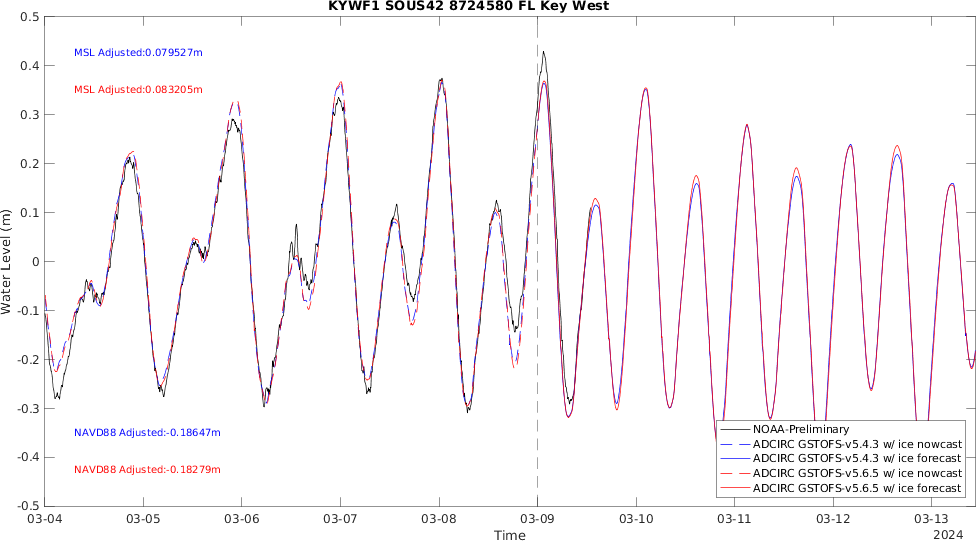 KYWF1 SOUS42 8724580 FL Key West
0.5
0.4
0.3
0.2
0.1
0
-0.1
-0.2
-0.3
-0.4
-0.5
Water Level (m)
MSL Adjusted:0.079527m
MSL Adjusted:0.083205m
NAVD88 Adjusted:-0.18647m
NAVD88 Adjusted:-0.18279m
NOAA-Preliminary
ADCIRC GSTOFS-v5.4.3 w/ ice nowcast
ADCIRC GSTOFS-v5.4.3 w/ ice forecast
ADCIRC GSTOFS-v5.6.5 w/ ice nowcast
ADCIRC GSTOFS-v5.6.5 w/ ice forecast
03-04 03-05 03-06 03-07 03-08 03-09 03-10 03-11 03-12 03-13
Time
2024